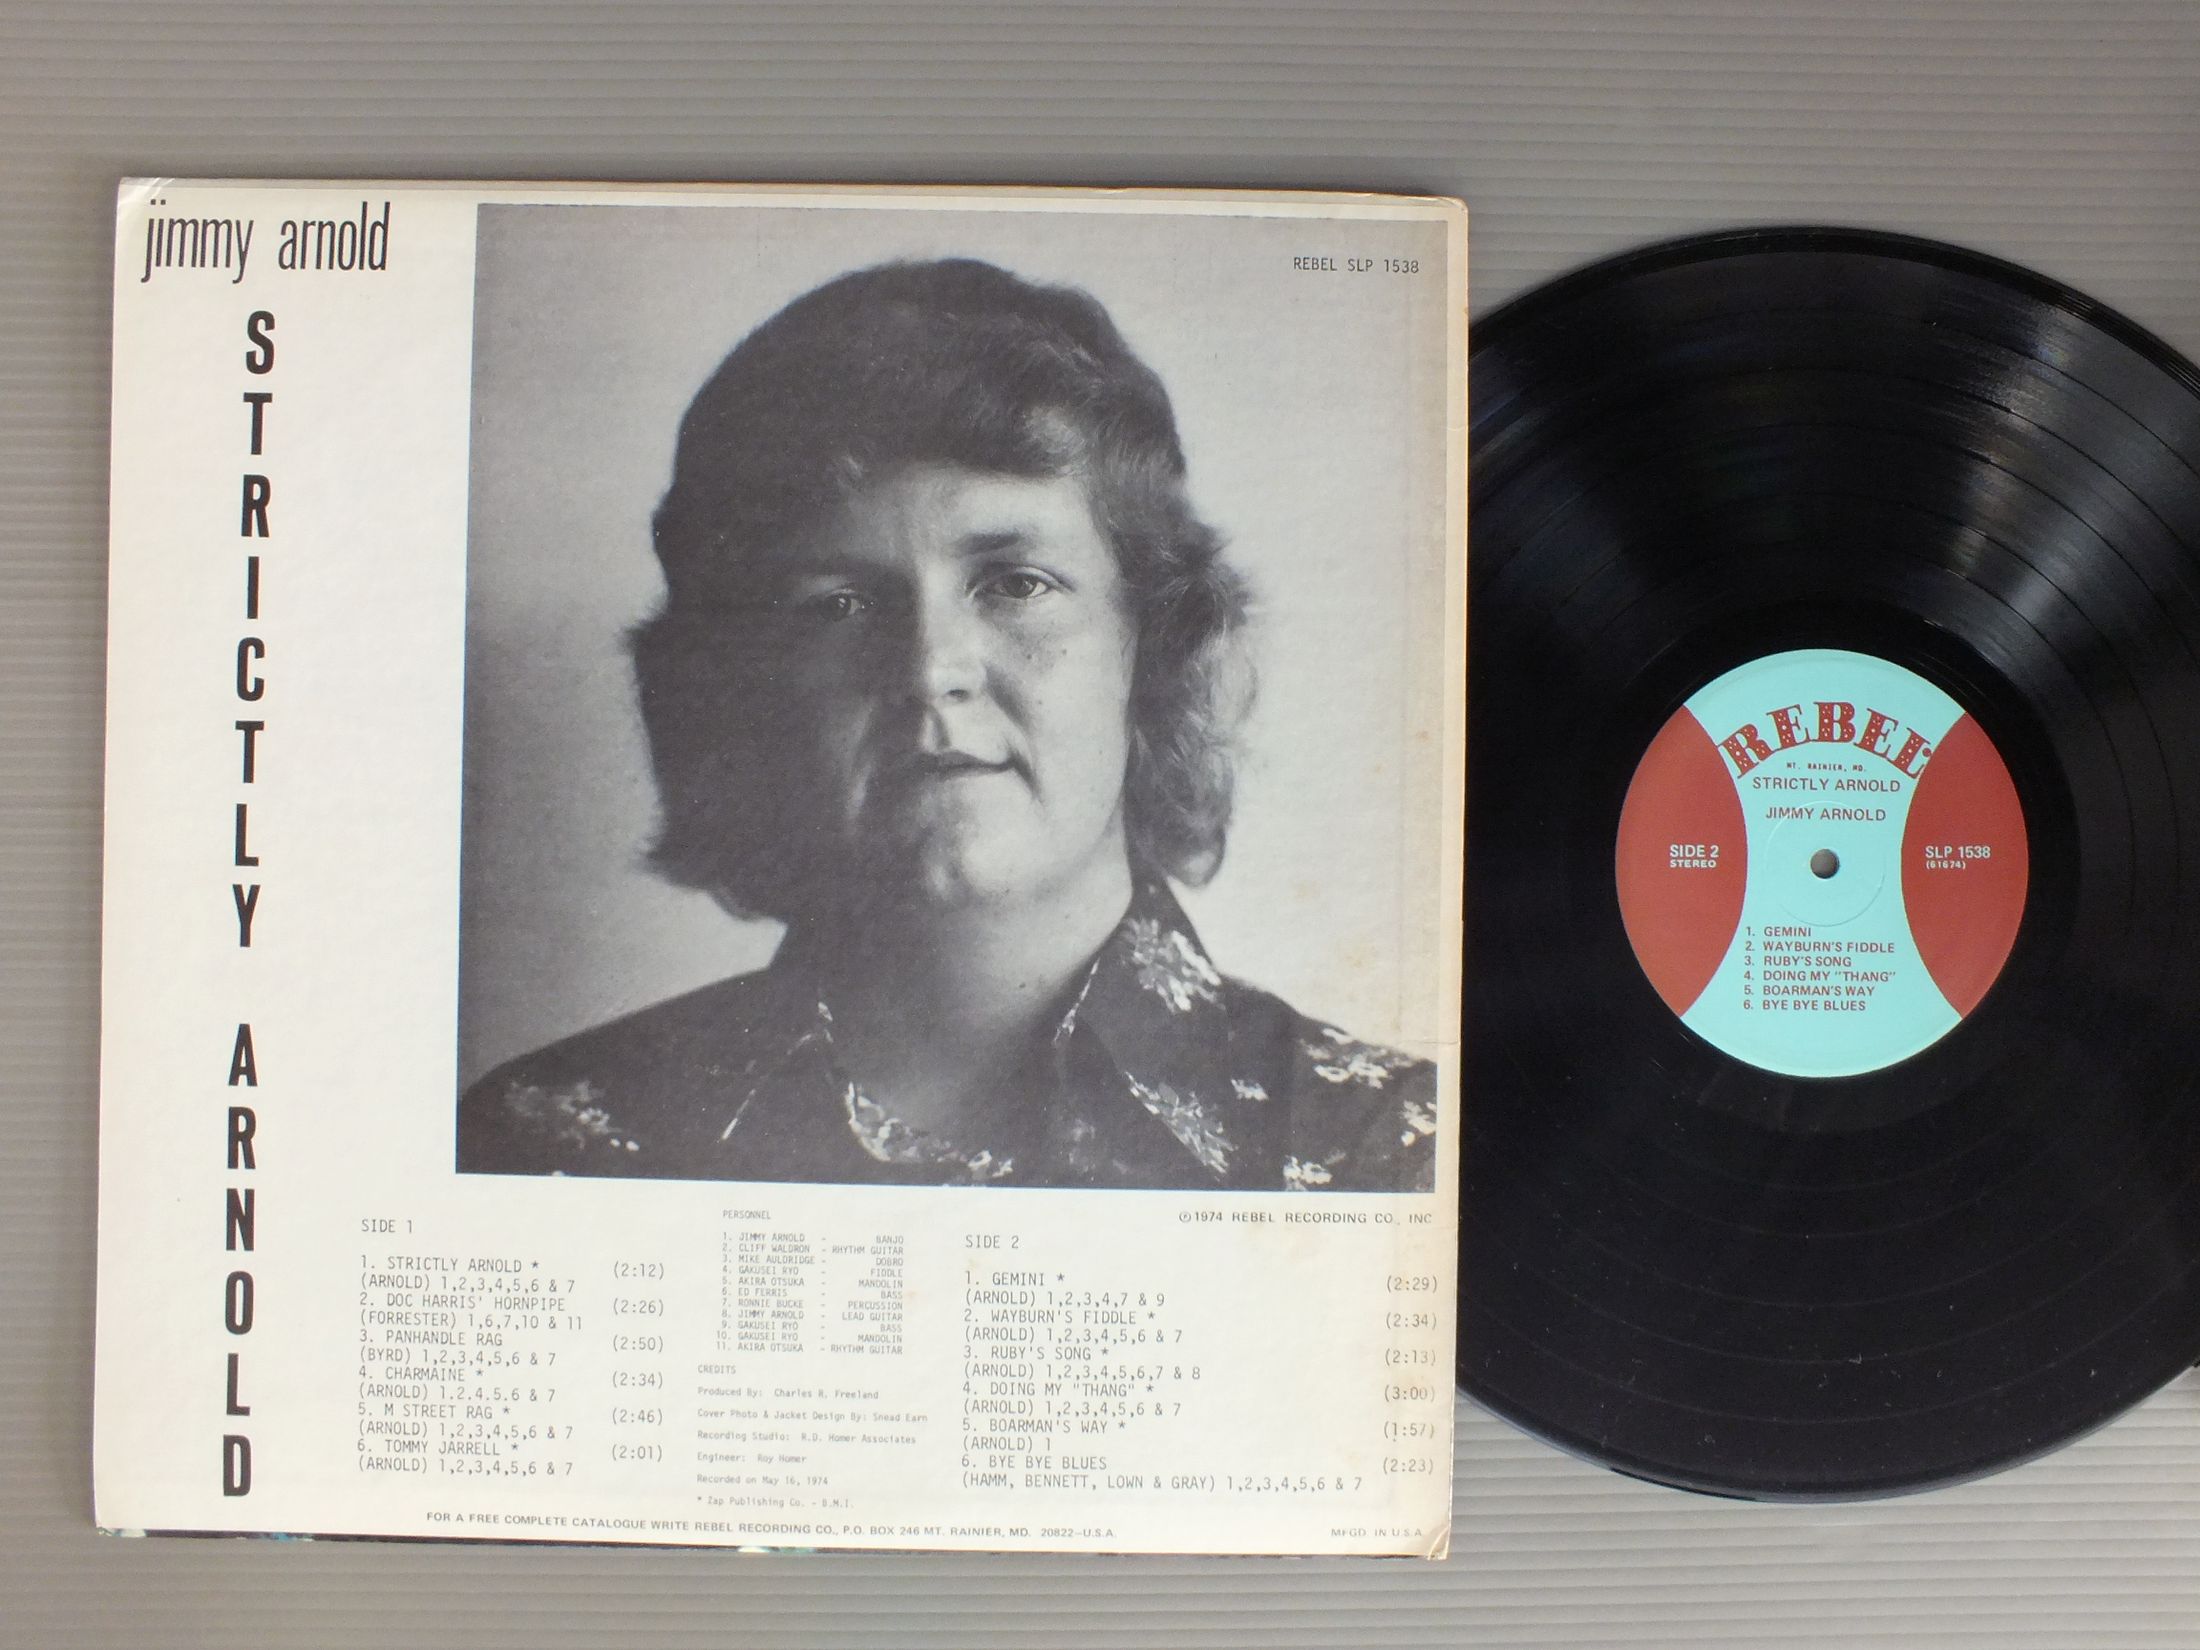 jimmy arnold
STRICTLY ARNOLD
REBEL SLP 1538
SIDE 1
1. STRICTLY ARNOLD * (2:12)
(ARNOLD) 1,2,3,4,5,6 & 7
2. DOC HARRIS' HORNPIPE (2:26)
(FORRESTER) 1,6,7,10 & 11
3. PANHANDLE RAG (2:50)
(BYRD) 1,2,3,4,5,6 & 7
4. CHARMAINE * (2:34)
(ARNOLD) 1.2.4.5.6 & 7
5. M STREET RAG * (2:46)
(ARNOLD) 1,2,3,4,5,6 & 7
6. TOMMY JARRELL * (2:01)
(ARNOLD) 1,2,3,4,5,6 & 7
PERSONNEL
1. JIMMY ARNOLD - BANJO
2. CLIFF WALDRON - RHYTHM GUITAR
3. MIKE AULDRIDGE - DOBRO
4. GAKUSEI RYO - FIDDLE
5. AKIRA OTSUKA - MANDOLIN
6. ED FERRIS - BASS
7. RONNIE BUCKE - PERCUSSION
8. JIMMY ARNOLD - LEAD GUITAR
9. GAKUSEI RYO - BASS
10. GAKUSEI RYO - MANDOLIN
11. AKIRA OTSUKA - RHYTHM GUITAR
CREDITS
Produced By: Charles R. Freeland
Cover Photo & Jacket Design By: Snead Earn
Recording Studio: R.D. Homer Associates
Engineer: Roy Homer
Recorded on May 16, 1974
* Zap Publishing Co. - B.M.I.
℗1974 REBEL RECORDING CO., INC
SIDE 2
1. GEMINI * (2:29)
(ARNOLD) 1,2,3,4,7 & 9
2. WAYBURN'S FIDDLE * (2:34)
(ARNOLD) 1,2,3,4,5,6 & 7
3. RUBY'S SONG * (2:13)
(ARNOLD) 1,2,3,4,5,6,7 & 8
4. DOING MY "THANG" * (3:00)
(ARNOLD) 1,2,3,4,5,6 & 7
5. BOARMAN'S WAY * (1:57)
(ARNOLD) 1
6. BYE BYE BLUES (2:23)
(HAMM, BENNETT, LOWN & GRAY) 1,2,3,4,5,6 & 7
FOR A FREE COMPLETE CATALOGUE WRITE REBEL RECORDING CO., P.O. BOX 246 MT. RAINIER, MD. 20822-U.S.A.
MFGD IN U.S.A.
REBEL
MT. RAINIER, MD.
STRICTLY ARNOLD
JIMMY ARNOLD
SIDE 2
STEREO
SLP 1538
(61674)
1. GEMINI
2. WAYBURN'S FIDDLE
3. RUBY'S SONG
4. DOING MY "THANG"
5. BOARMAN'S WAY
6. BYE BYE BLUES